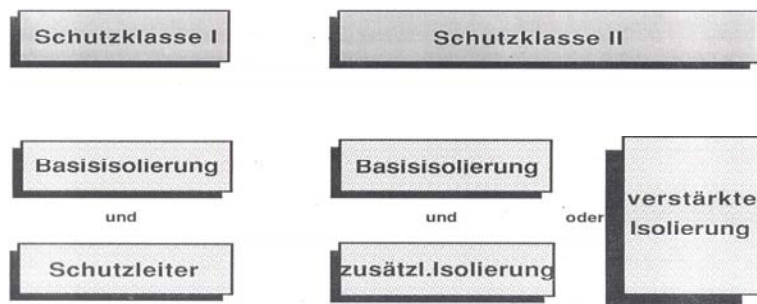 Schutzklasse I
Schutzklasse II
Basisisolierung
und
Schutzleiter
Basisisolierung
und
zusätzl.Isolierung
oder
verstärkte
Isolierung